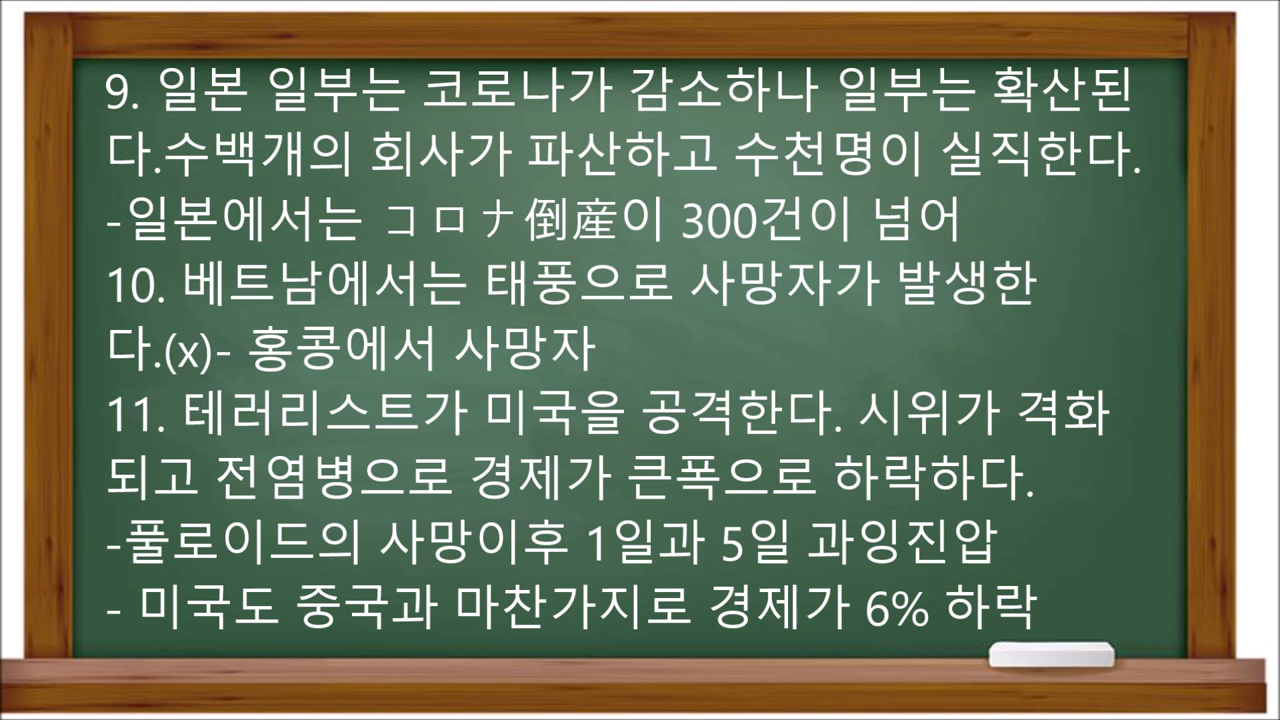 9. 일본 일부는 코로나가 감소하나 일부는 확산된
다.수백개의 회사가 파산하고 수천명이 실직한다.
-일본에서는 コロナ倒産이 300건이 넘어
10. 베트남에서는 태풍으로 사망자가 발생한
다.(x)- 홍콩에서 사망자
11. 테러리스트가 미국을 공격한다. 시위가 격화
되고 전염병으로 경제가 큰폭으로 하락하다.
-풀로이드의 사망이후 1일과 5일 과잉진압
- 미국도 중국과 마찬가지로 경제가 6% 하락